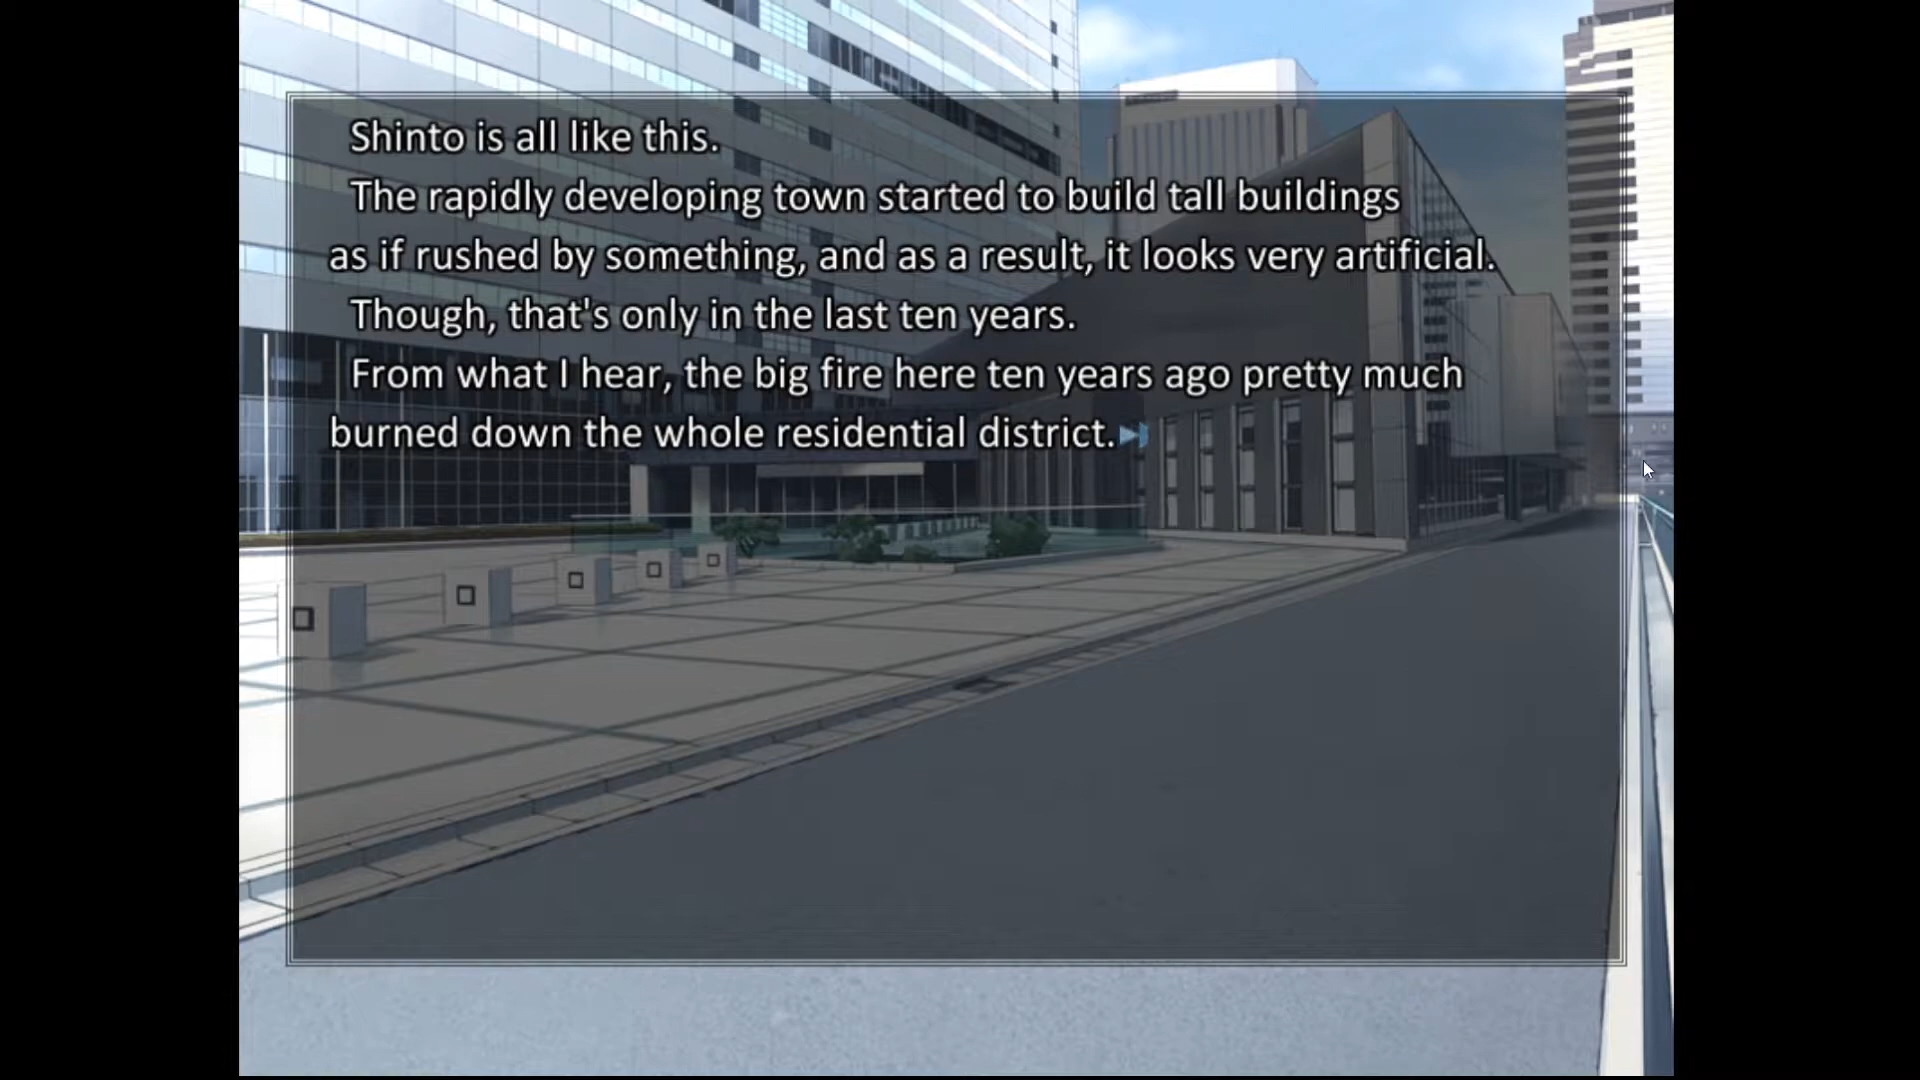 Shinto is all like this.
The rapidly developing town started to build tall buildings
as if rushed by something, and as a result, it looks very artificial.
Though, that's only in the last ten years.
From what I hear, the big fire here ten years ago pretty much
burned down the whole residential district.